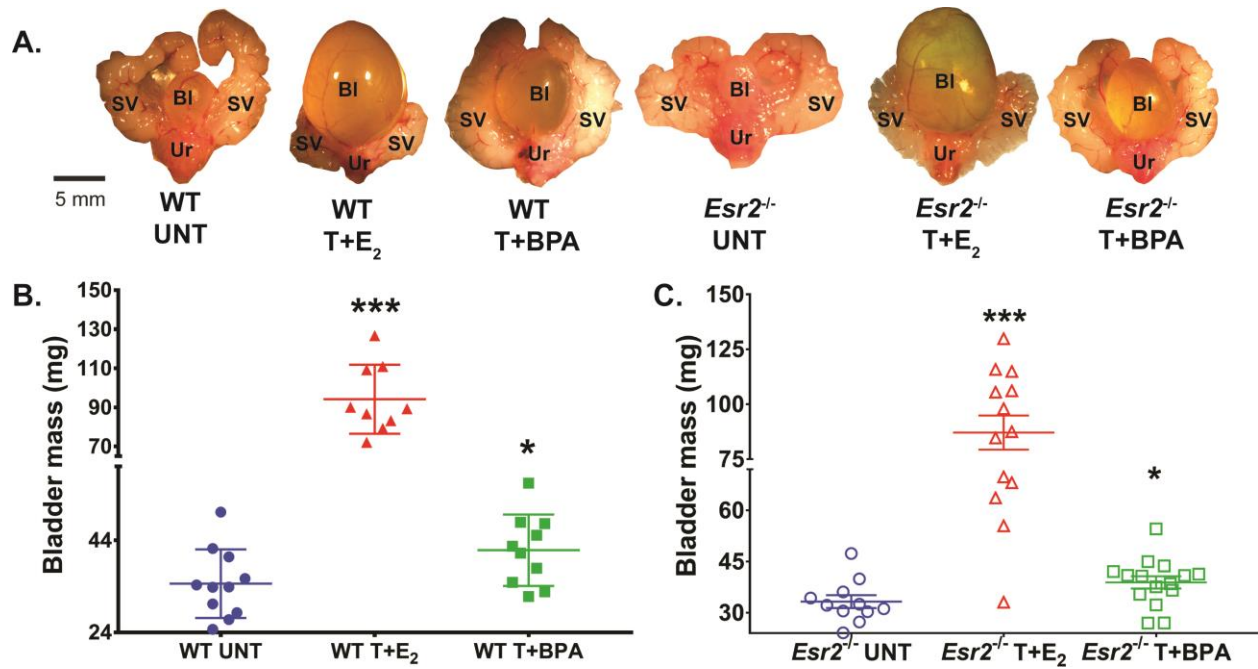 A.
SV Bl SV Ur
Bl SV SV Ur
Bl SV SV Ur
Bl SV SV Ur
Bl SV SV Ur
Bl SV SV Ur
5 mm
WT
UNT
WT
T+E₂
WT
T+BPA
Esr2⁻/⁻
UNT
Esr2⁻/⁻
T+E₂
Esr2⁻/⁻
T+BPA
B.
Bladder mass (mg)
150
130
110
90
70
44
24
***
*
WT UNT
WT T+E₂
WT T+BPA
C.
Bladder mass (mg)
150
125
100
75
60
45
30
***
*
Esr2⁻/⁻ UNT
Esr2⁻/⁻ T+E₂
Esr2⁻/⁻ T+BPA